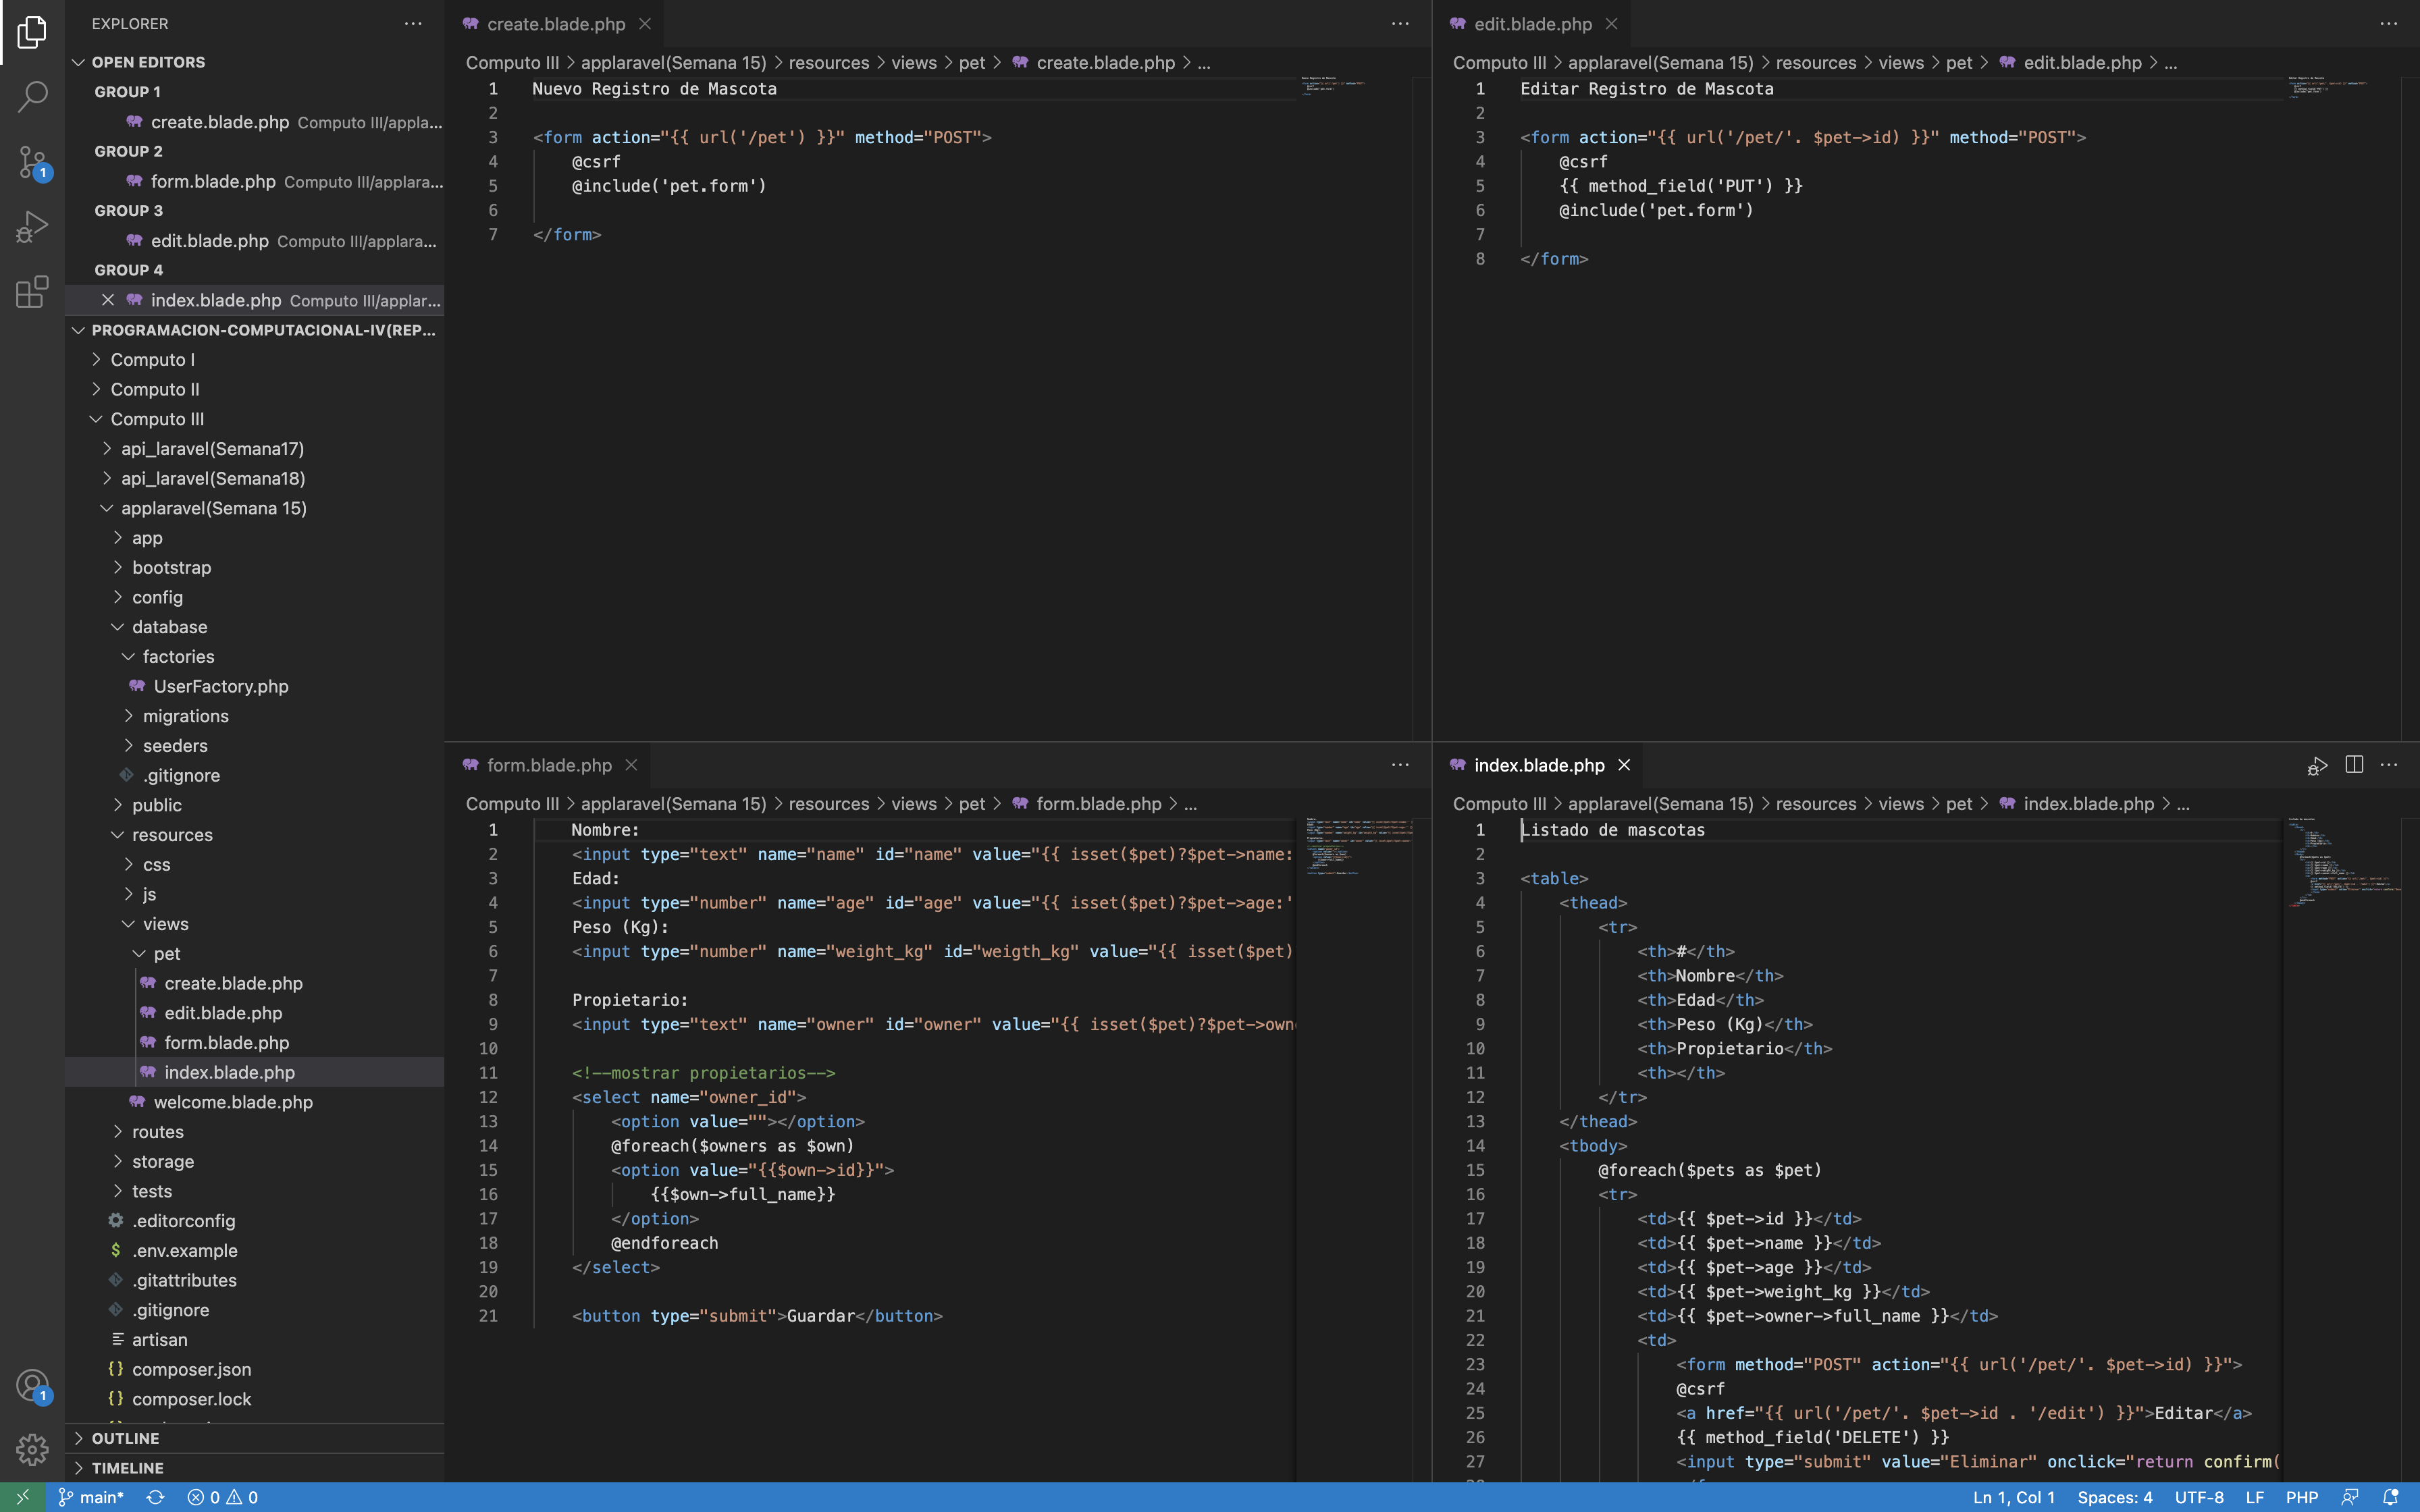 EXPLORER
OPEN EDITORS
GROUP 1
create.blade.php Computo III/appla...
GROUP 2
form.blade.php Computo III/applara...
GROUP 3
edit.blade.php Computo III/applara...
GROUP 4
index.blade.php Computo III/applar...
PROGRAMACION-COMPUTACIONAL-IV(REP...
Computo I
Computo II
Computo III
api_laravel(Semana17)
api_laravel(Semana18)
applaravel(Semana 15)
app
bootstrap
config
database
factories
UserFactory.php
migrations
seeders
.gitignore
public
resources
css
js
views
pet
create.blade.php
edit.blade.php
form.blade.php
index.blade.php
welcome.blade.php
routes
storage
tests
.editorconfig
.env.example
.gitattributes
.gitignore
artisan
composer.json
composer.lock
OUTLINE
TIMELINE
create.blade.php
Computo III > applaravel(Semana 15) > resources > views > pet > create.blade.php > ...
1 Nuevo Registro de Mascota
2
3 <form action="{{ url('/pet') }}" method="POST">
4 @csrf
5 @include('pet.form')
6
7 </form>
edit.blade.php
Computo III > applaravel(Semana 15) > resources > views > pet > edit.blade.php > ...
1 Editar Registro de Mascota
2
3 <form action="{{ url('/pet/'. $pet->id) }}" method="POST">
4 @csrf
5 {{ method_field('PUT') }}
6 @include('pet.form')
7
8 </form>
form.blade.php
Computo III > applaravel(Semana 15) > resources > views > pet > form.blade.php > ...
1 Nombre:
2 <input type="text" name="name" id="name" value="{{ isset($pet)?$pet->name:
3 Edad:
4 <input type="number" name="age" id="age" value="{{ isset($pet)?$pet->age:'
5 Peso (Kg):
6 <input type="number" name="weight_kg" id="weigth_kg" value="{{ isset($pet)
7
8 Propietario:
9 <input type="text" name="owner" id="owner" value="{{ isset($pet)?$pet->own
10
11 <!--mostrar propietarios-->
12 <select name="owner_id">
13 <option value=""></option>
14 @foreach($owners as $own)
15 <option value="{{$own->id}}">
16 {{$own->full_name}}
17 </option>
18 @endforeach
19 </select>
20
21 <button type="submit">Guardar</button>
index.blade.php
Computo III > applaravel(Semana 15) > resources > views > pet > index.blade.php > ...
1 Listado de mascotas
2
3 <table>
4 <thead>
5 <tr>
6 <th>#</th>
7 <th>Nombre</th>
8 <th>Edad</th>
9 <th>Peso (Kg)</th>
10 <th>Propietario</th>
11 <th></th>
12 </tr>
13 </thead>
14 <tbody>
15 @foreach($pets as $pet)
16 <tr>
17 <td>{{ $pet->id }}</td>
18 <td>{{ $pet->name }}</td>
19 <td>{{ $pet->age }}</td>
20 <td>{{ $pet->weight_kg }}</td>
21 <td>{{ $pet->owner->full_name }}</td>
22 <td>
23 <form method="POST" action="{{ url('/pet/'. $pet->id) }}">
24 @csrf
25 <a href="{{ url('/pet/'. $pet->id . '/edit') }}">Editar</a>
26 {{ method_field('DELETE') }}
27 <input type="submit" value="Eliminar" onclick="return confirm(
1
1
main* 0 0
Ln 1, Col 1 Spaces: 4 UTF-8 LF PHP